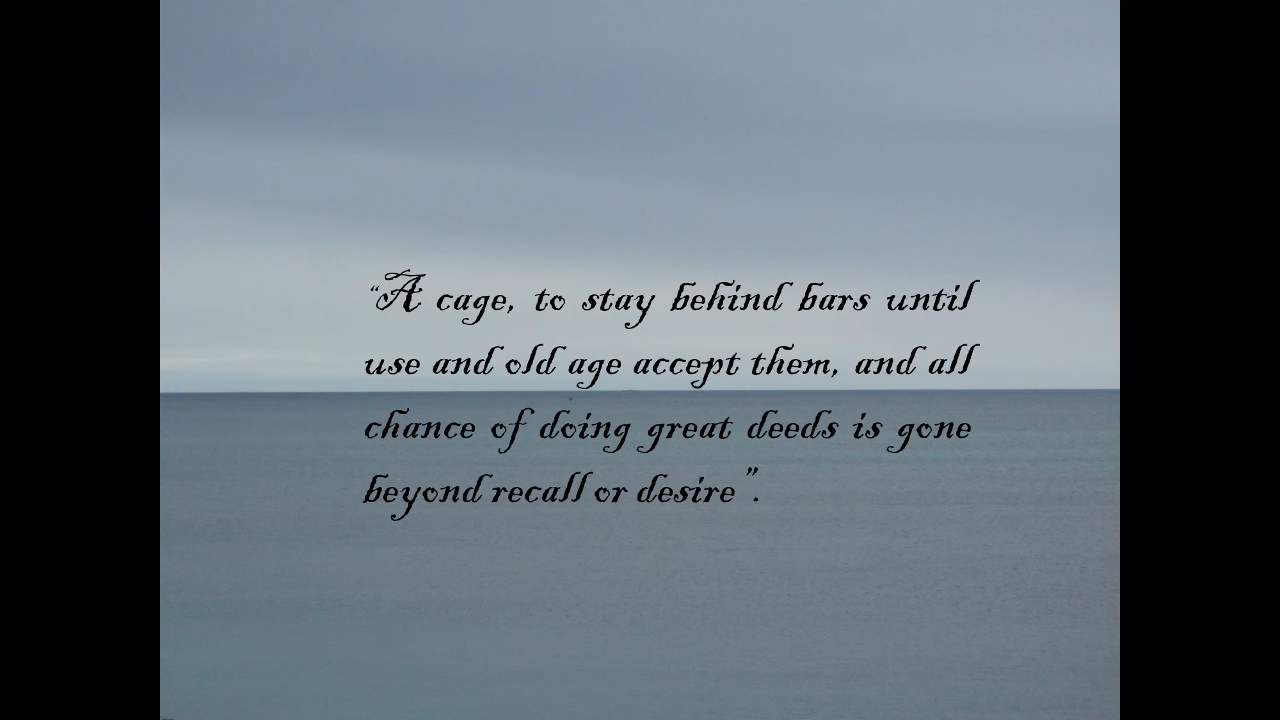 “A cage, to stay behind bars until
use and old age accept them, and all
chance of doing great deeds is gone
beyond recall or desire”.